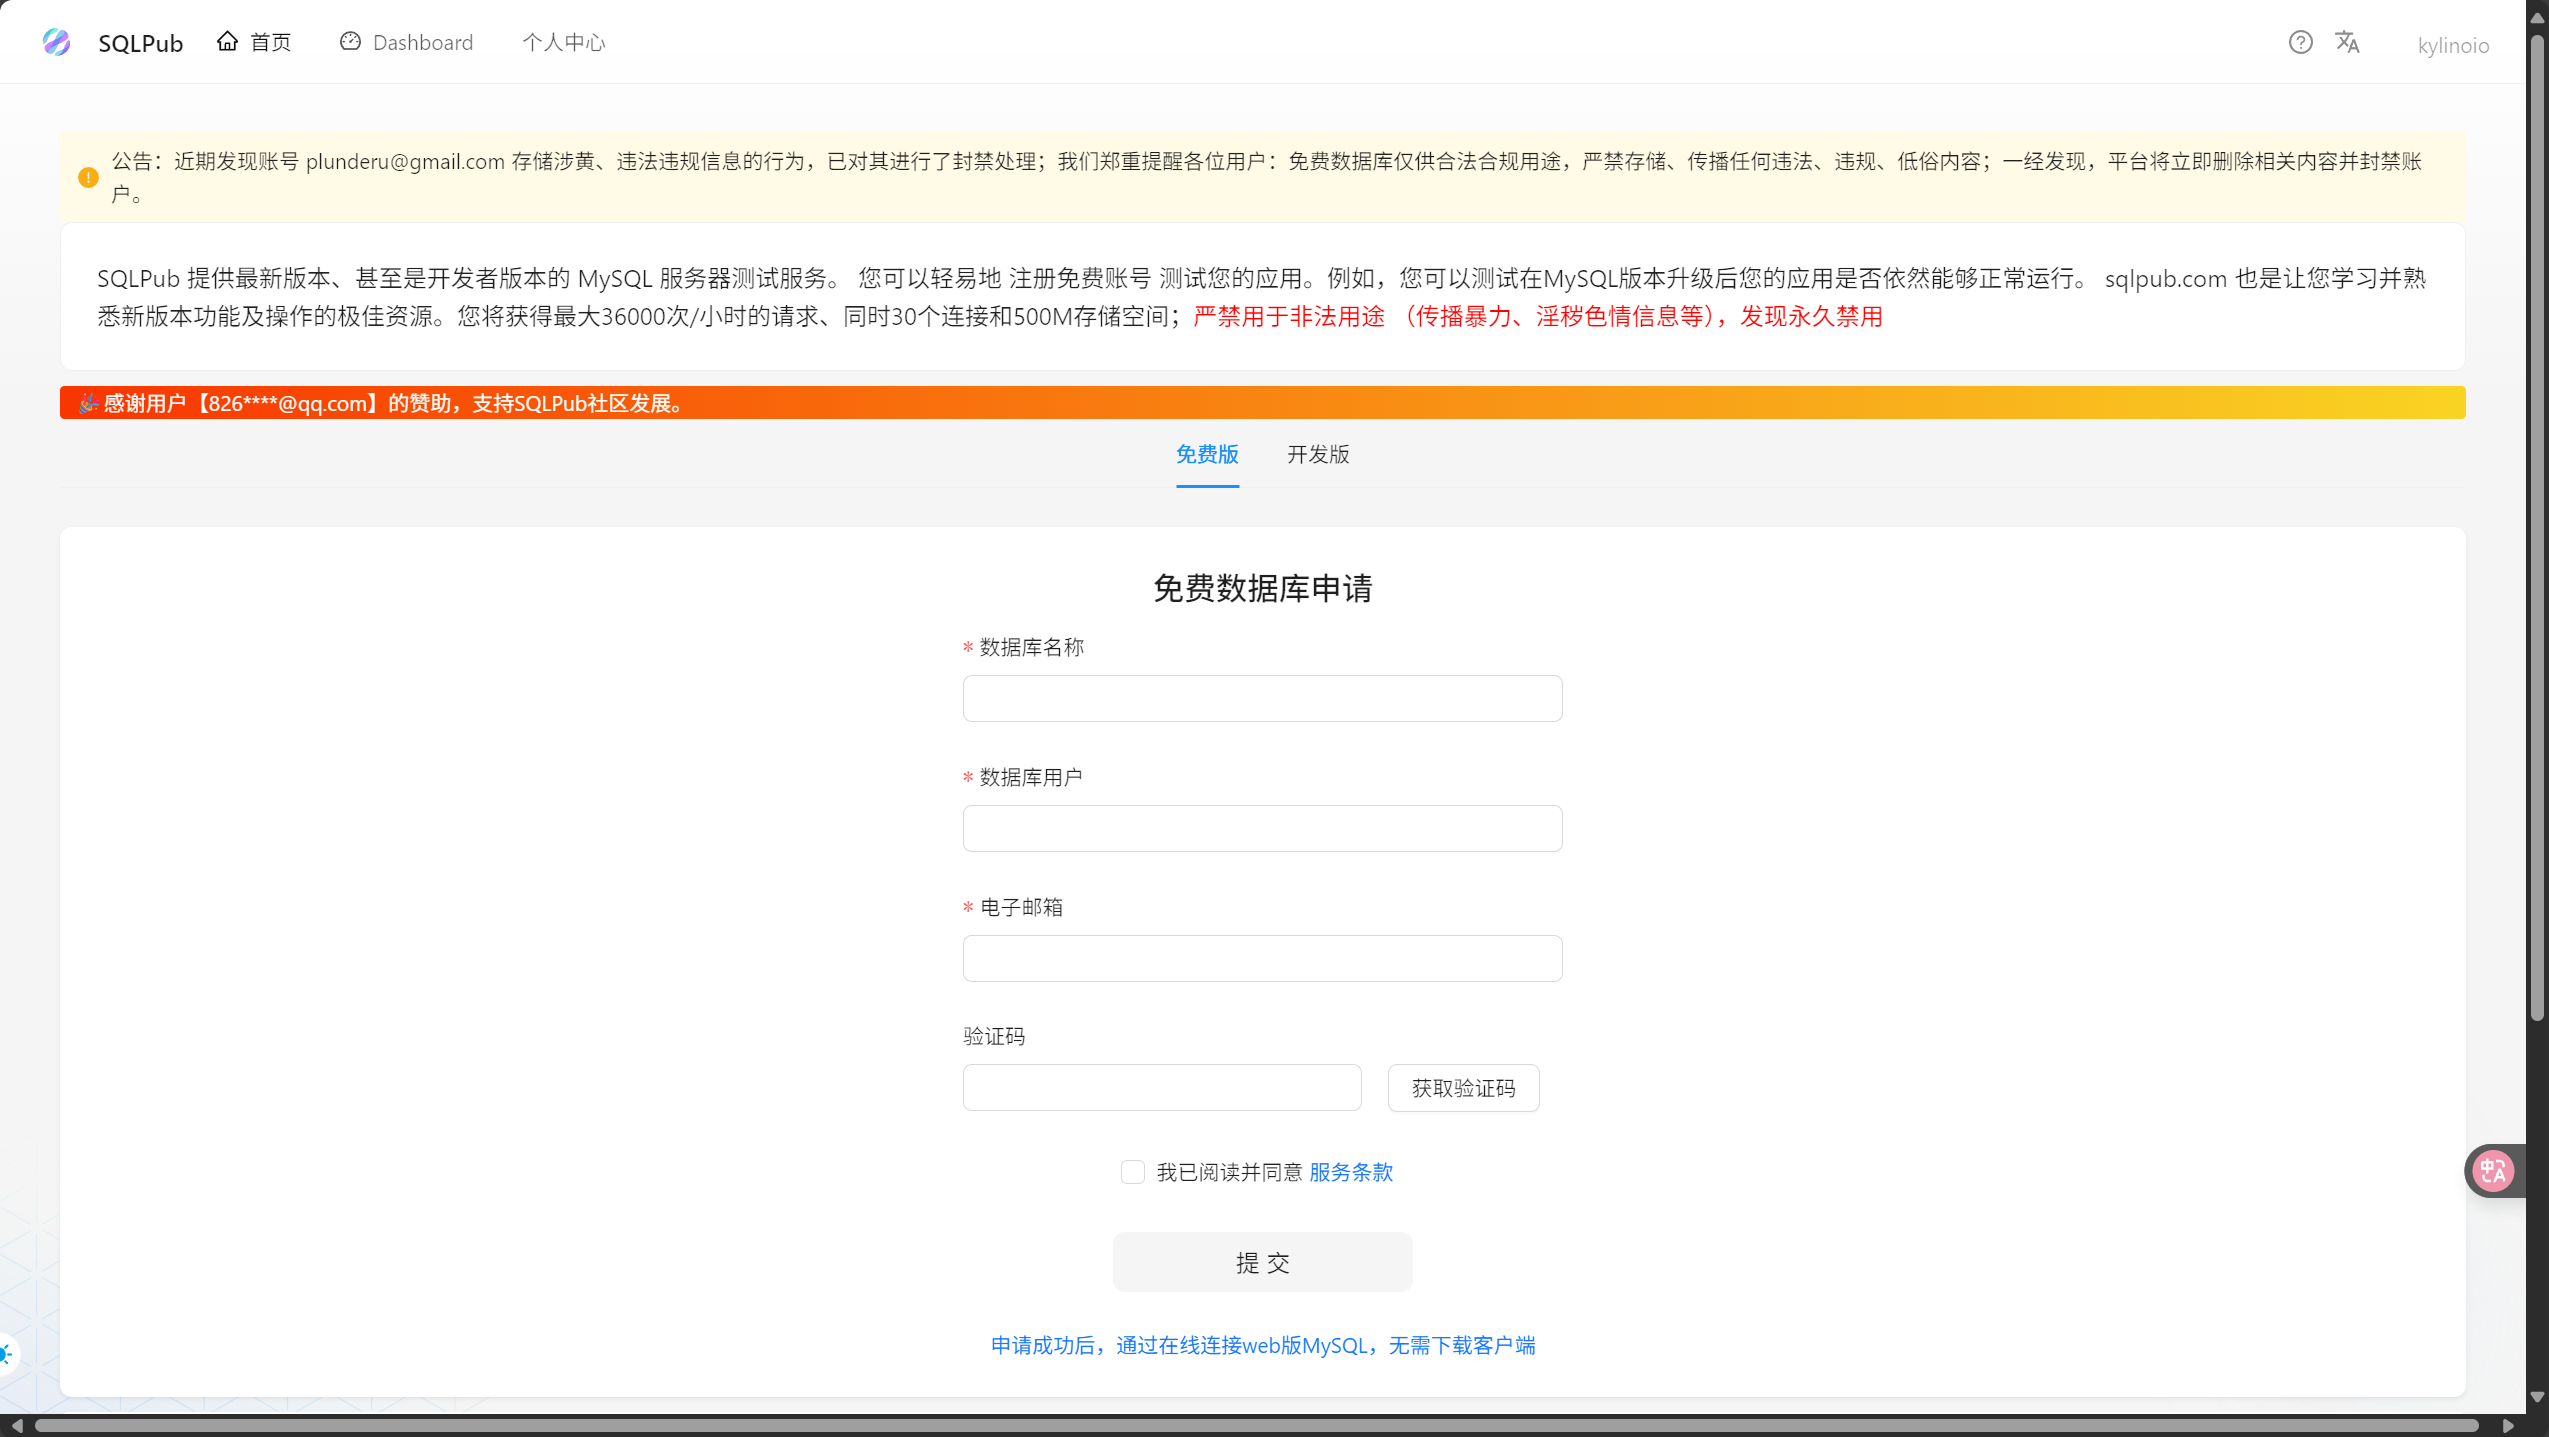 SQLPub 首页 Dashboard 个人中心 kylinoio
公告：近期发现账号 plunderu@gmail.com 存储涉黄、违法违规信息的行为，已对其进行了封禁处理；我们郑重提醒各位用户：免费数据库仅供合法合规用途，严禁存储、传播任何违法、违规、低俗内容；一经发现，平台将立即删除相关内容并封禁账
户。
SQLPub 提供最新版本、甚至是开发者版本的 MySQL 服务器测试服务。 您可以轻易地 注册免费账号 测试您的应用。例如，您可以测试在MySQL版本升级后您的应用是否依然能够正常运行。 sqlpub.com 也是让您学习并熟
悉新版本功能及操作的极佳资源。您将获得最大36000次/小时的请求、同时30个连接和500M存储空间；严禁用于非法用途 （传播暴力、淫秽色情信息等），发现永久禁用
🎉感谢用户【826****@qq.com】的赞助，支持SQLPub社区发展。
免费版 开发版
免费数据库申请
* 数据库名称
* 数据库用户
* 电子邮箱
验证码
获取验证码
我已阅读并同意 服务条款
提 交
申请成功后，通过在线连接web版MySQL，无需下载客户端